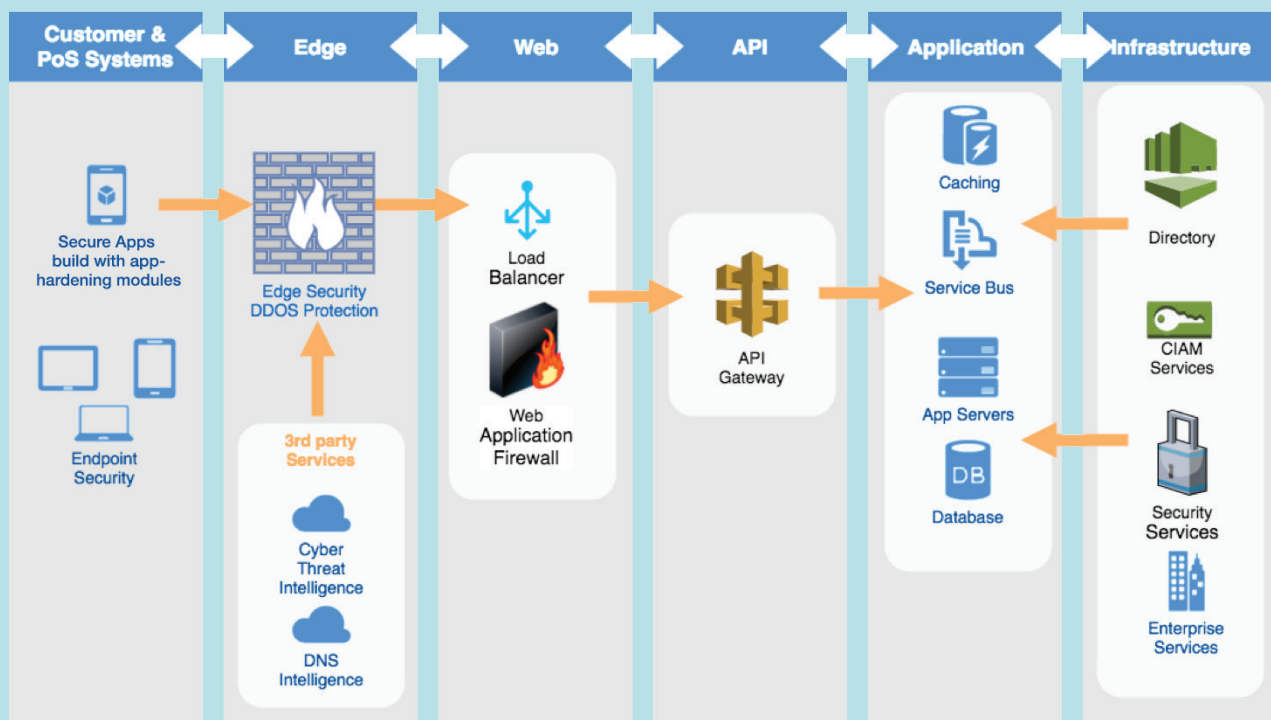 Customer &
PoS Systems
Edge
Web
API
Application
Infrastructure
Secure Apps
build with app-
hardening modules
Endpoint
Security
Edge Security
DDOS Protection
3rd party
Services
Cyber
Threat
Intelligence
DNS
Intelligence
Load
Balancer
Web
Application
Firewall
API
Gateway
Caching
Service Bus
App Servers
DB
Database
Directory
CIAM
Services
Security
Services
Enterprise
Services